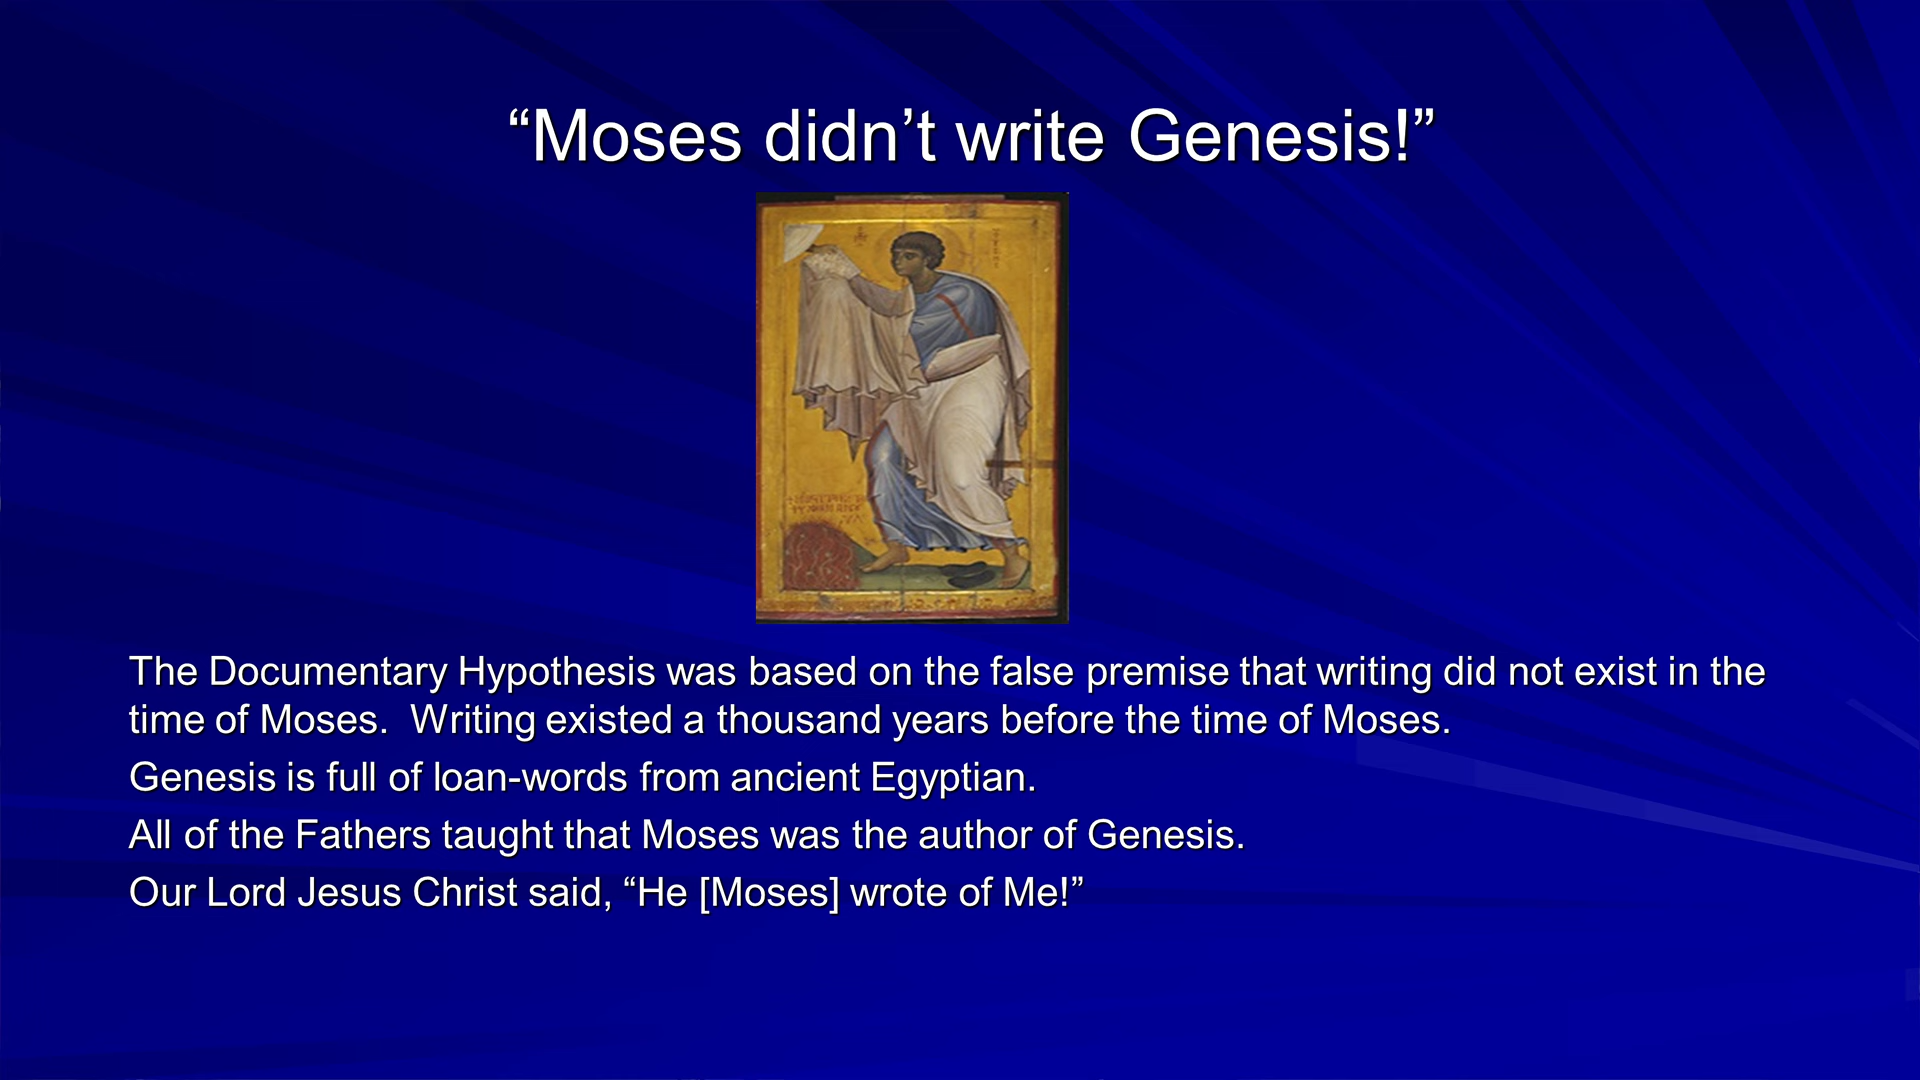 “Moses didn’t write Genesis!”
The Documentary Hypothesis was based on the false premise that writing did not exist in the
time of Moses.  Writing existed a thousand years before the time of Moses.
Genesis is full of loan-words from ancient Egyptian.
All of the Fathers taught that Moses was the author of Genesis.
Our Lord Jesus Christ said, “He [Moses] wrote of Me!”